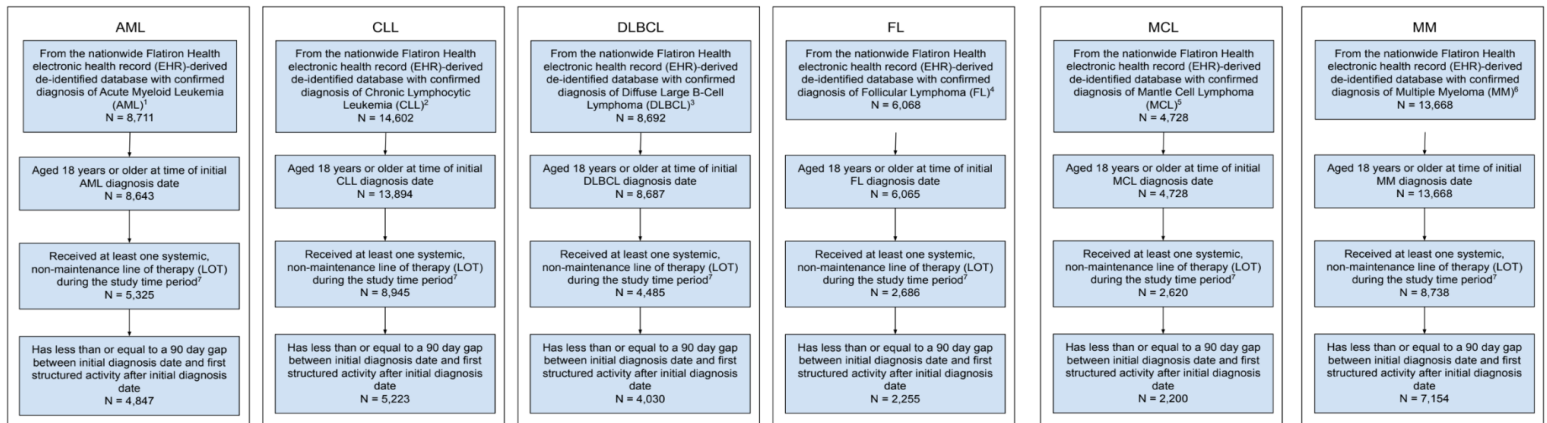 AML
From the nationwide Flatiron Health
electronic health record (EHR)-derived
de-identified database with confirmed
diagnosis of Acute Myeloid Leukemia
(AML)¹
N = 8,711
Aged 18 years or older at time of initial
AML diagnosis date
N = 8,643
Received at least one systemic,
non-maintenance line of therapy (LOT)
during the study time period⁷
N = 5,325
Has less than or equal to a 90 day gap
between initial diagnosis date and first
structured activity after initial diagnosis
date
N = 4,847
CLL
From the nationwide Flatiron Health
electronic health record (EHR)-derived
de-identified database with confirmed
diagnosis of Chronic Lymphocytic
Leukemia (CLL)²
N = 14,602
Aged 18 years or older at time of initial
CLL diagnosis date
N = 13,894
Received at least one systemic,
non-maintenance line of therapy (LOT)
during the study time period⁷
N = 8,945
Has less than or equal to a 90 day gap
between initial diagnosis date and first
structured activity after initial diagnosis
date
N = 5,223
DLBCL
From the nationwide Flatiron Health
electronic health record (EHR)-derived
de-identified database with confirmed
diagnosis of Diffuse Large B-Cell
Lymphoma (DLBCL)³
N = 8,692
Aged 18 years or older at time of initial
DLBCL diagnosis date
N = 8,687
Received at least one systemic,
non-maintenance line of therapy (LOT)
during the study time period⁷
N = 4,485
Has less than or equal to a 90 day gap
between initial diagnosis date and first
structured activity after initial diagnosis
date
N = 4,030
FL
From the nationwide Flatiron Health
electronic health record (EHR)-derived
de-identified database with confirmed
diagnosis of Follicular Lymphoma (FL)⁴
N = 6,068
Aged 18 years or older at time of initial
FL diagnosis date
N = 6,065
Received at least one systemic,
non-maintenance line of therapy (LOT)
during the study time period⁷
N = 2,686
Has less than or equal to a 90 day gap
between initial diagnosis date and first
structured activity after initial diagnosis
date
N = 2,255
MCL
From the nationwide Flatiron Health
electronic health record (EHR)-derived
de-identified database with confirmed
diagnosis of Mantle Cell Lymphoma
(MCL)⁵
N = 4,728
Aged 18 years or older at time of initial
MCL diagnosis date
N = 4,728
Received at least one systemic,
non-maintenance line of therapy (LOT)
during the study time period⁷
N = 2,620
Has less than or equal to a 90 day gap
between initial diagnosis date and first
structured activity after initial diagnosis
date
N = 2,200
MM
From the nationwide Flatiron Health
electronic health record (EHR)-derived
de-identified database with confirmed
diagnosis of Multiple Myeloma (MM)⁶
N = 13,668
Aged 18 years or older at time of initial
MM diagnosis date
N = 13,668
Received at least one systemic,
non-maintenance line of therapy (LOT)
during the study time period⁷
N = 8,738
Has less than or equal to a 90 day gap
between initial diagnosis date and first
structured activity after initial diagnosis
date
N = 7,154